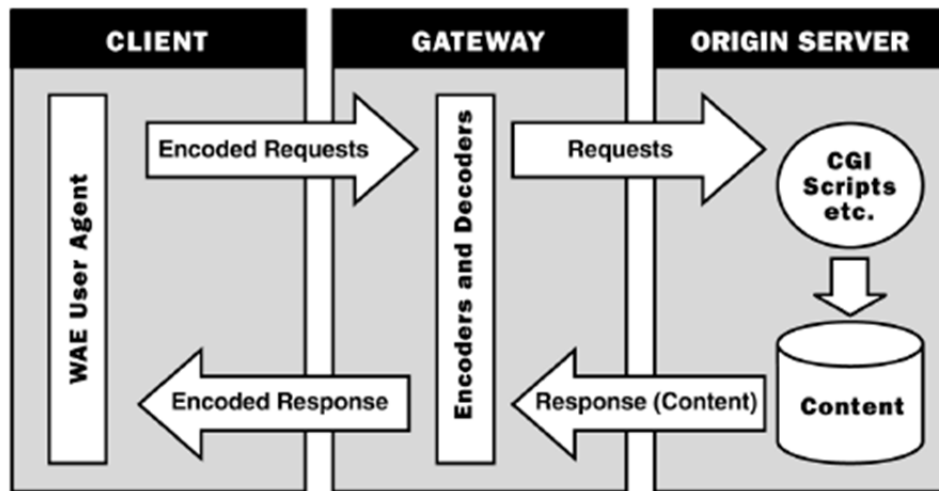 CLIENT
GATEWAY
ORIGIN SERVER
WAE User Agent
Encoded Requests
Encoders and Decoders
Requests
CGI
Scripts
etc.
Encoded Response
Response (Content)
Content